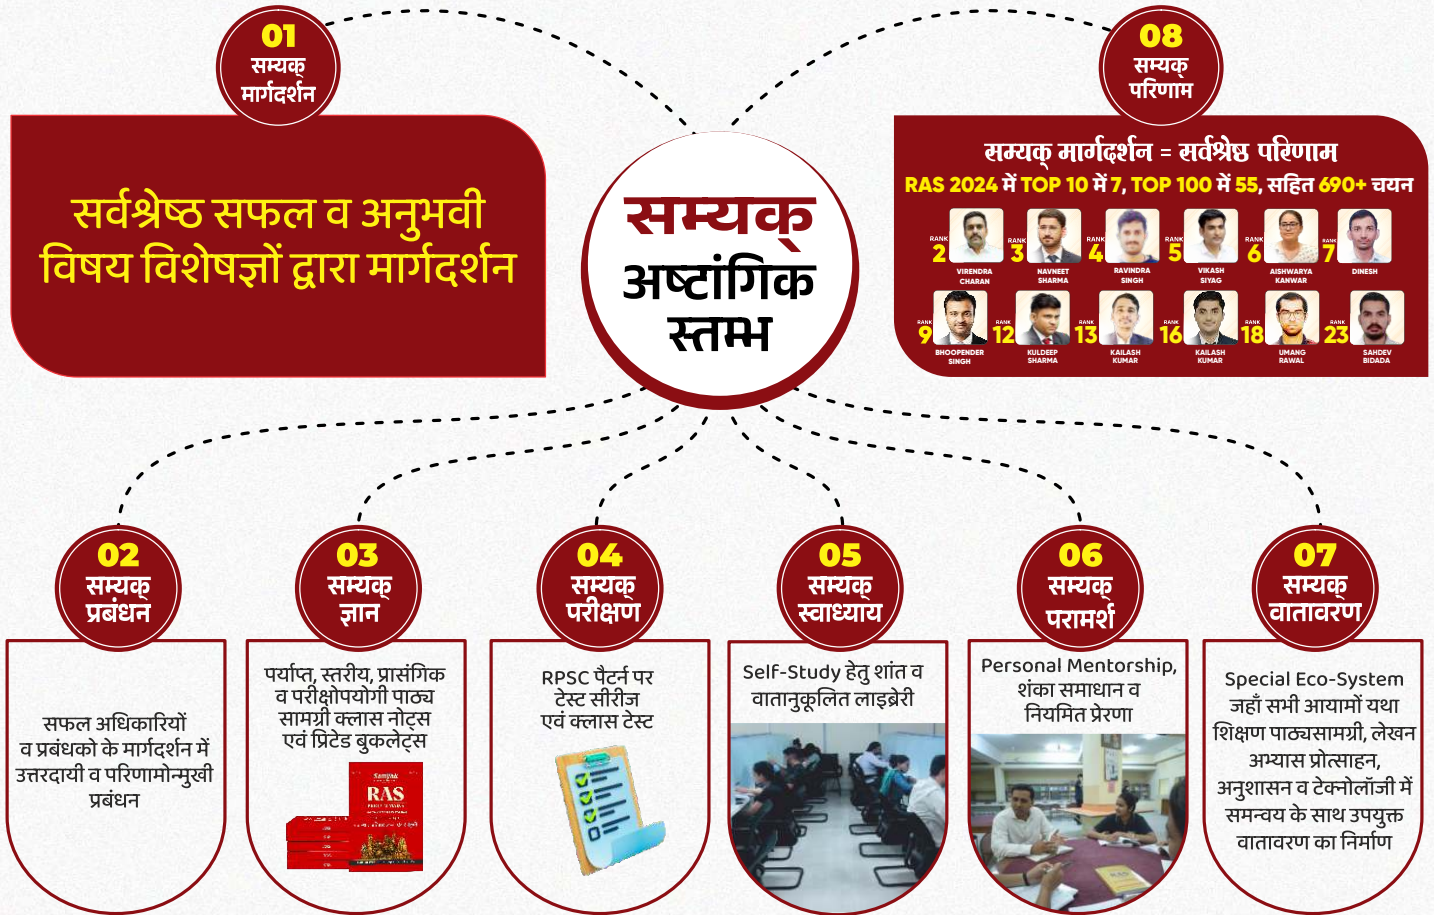 01
सम्यक्
मार्गदर्शन
सर्वश्रेष्ठ सफल व अनुभवी
विषय विशेषज्ञों द्वारा मार्गदर्शन
सम्यक्
अष्टांगिक
स्तम्भ
08
सम्यक्
परिणाम
सम्यक् मार्गदर्शन = सर्वश्रेष्ठ परिणाम
RAS 2024 में TOP 10 में 7, TOP 100 में 55, सहित 690+ चयन
RANK
2
VIRENDRA
CHARAN
RANK
3
NAVNEET
SHARMA
RANK
4
RAVINDRA
SINGH
RANK
5
VIKASH
SIYAG
RANK
6
AISHWARYA
KANWAR
RANK
7
DINESH
RANK
9
BHOOPENDER
SINGH
RANK
12
KULDEEP
SHARMA
RANK
13
KAILASH
KUMAR
RANK
16
KAILASH
KUMAR
RANK
18
UMANG
RAWAL
RANK
23
SAHDEV
BIDADA
02
सम्यक्
प्रबंधन
सफल अधिकारियों
व प्रबंधको के मार्गदर्शन में
उत्तरदायी व परिणामोन्मुखी
प्रबंधन
03
सम्यक्
ज्ञान
पर्याप्त, स्तरीय, प्रासंगिक
व परीक्षोपयोगी पाठ्य
सामग्री क्लास नोट्स
एवं प्रिटेड बुकलेट्स
Samyak
RAS
04
सम्यक्
परीक्षण
RPSC पैटर्न पर
टेस्ट सीरीज
एवं क्लास टेस्ट
05
सम्यक्
स्वाध्याय
Self-Study हेतु शांत व
वातानुकूलित लाइब्रेरी
06
सम्यक्
परामर्श
Personal Mentorship,
शंका समाधान व
नियमित प्रेरणा
07
सम्यक्
वातावरण
Special Eco-System
जहाँ सभी आयामों यथा
शिक्षण पाठ्यसामग्री, लेखन
अभ्यास प्रोत्साहन,
अनुशासन व टेक्नोलॉजी में
समन्वय के साथ उपयुक्त
वातावरण का निर्माण